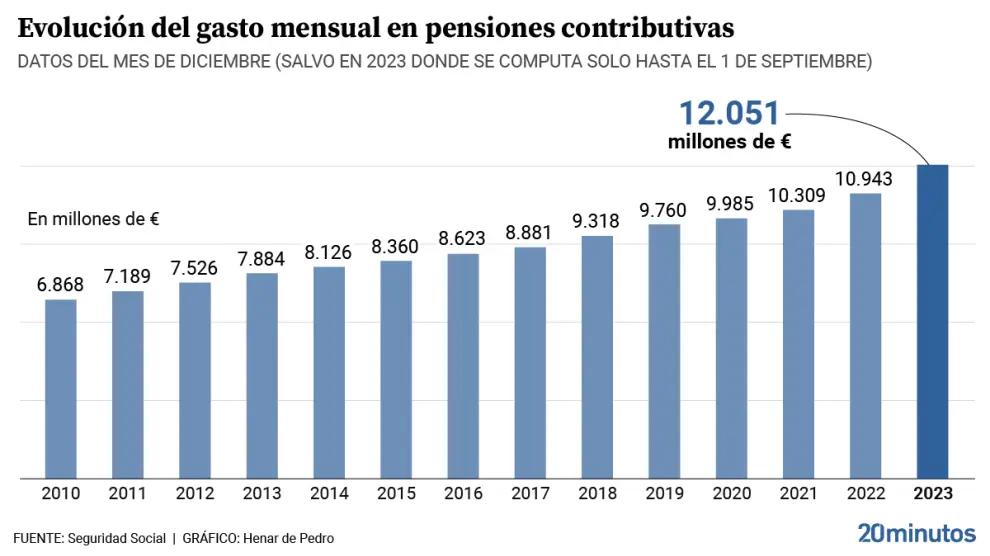 Evolución del gasto mensual en pensiones contributivas
DATOS DEL MES DE DICIEMBRE (SALVO EN 2023 DONDE SE COMPUTA SOLO HASTA EL 1 DE SEPTIEMBRE)
12.051
millones de €
En millones de €
6.868 7.189 7.526 7.884 8.126 8.360 8.623 8.881 9.318 9.760 9.985 10.309 10.943
2010 2011 2012 2013 2014 2015 2016 2017 2018 2019 2020 2021 2022 2023
FUENTE: Seguridad Social | GRÁFICO: Henar de Pedro
20minutos